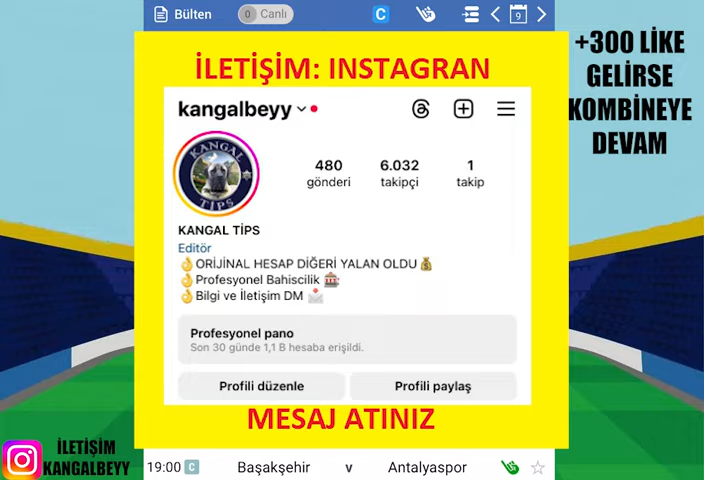 Bülten
0 Canlı
C
9
+300 LİKE
GELİRSE
KOMBİNEYE
DEVAM
İLETİŞİM: INSTAGRAN
kangalbeyy
KANGAL
TİPS
480
6.032
1
gönderi
takipçi
takip
KANGAL TİPS
Editör
👌ORİJİNAL HESAP DİĞERİ YALAN OLDU💰
👌Profesyonel Bahiscilik🎰
👌Bilgi ve İletişim DM📩
Profesyonel pano
Son 30 günde 1,1 B hesaba erişildi.
Profili düzenle
Profili paylaş
MESAJ ATINIZ
İLETİŞİM
KANGALBEYY
19:00 C Başakşehir v Antalyaspor